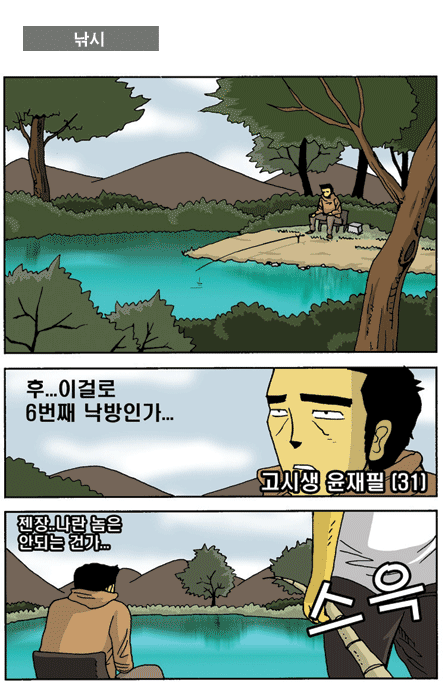 낚시
후...이걸로
6번째 낙방인가...
고시생 윤재필 (31)
젠장..나란 놈은
안되는 건가...
스윽